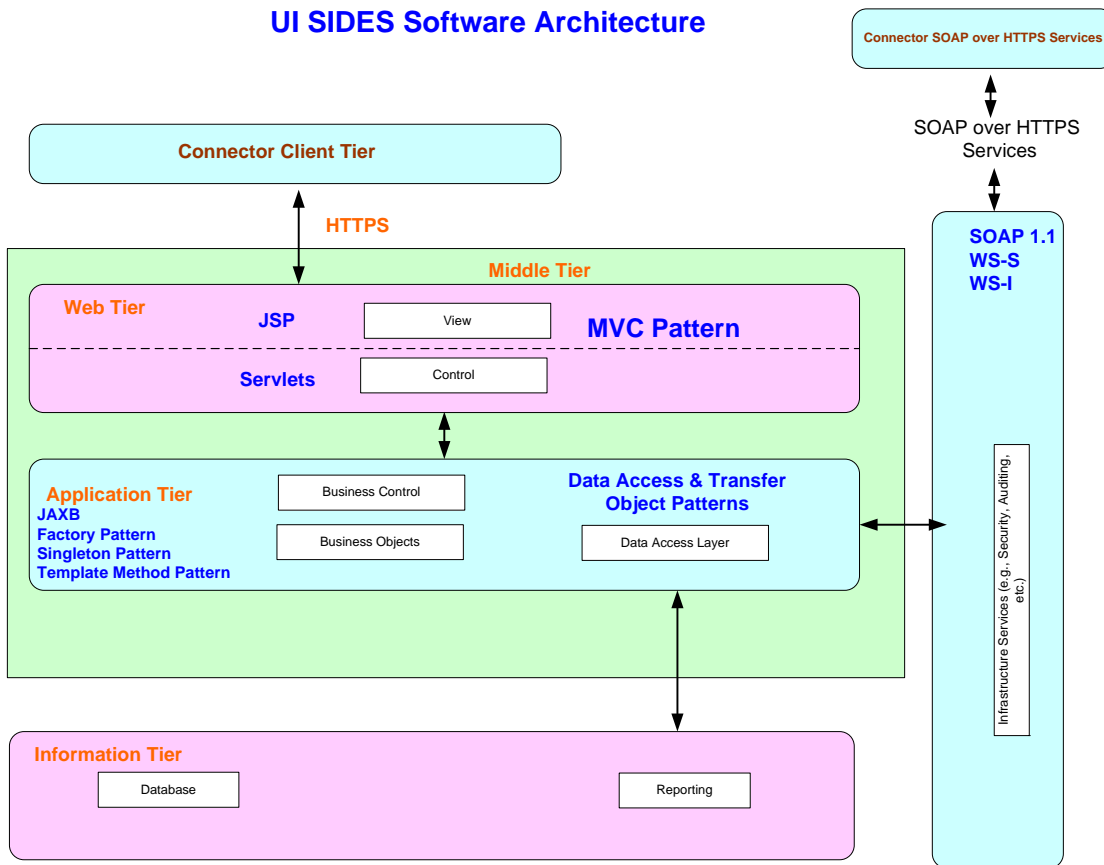 UI SIDES Software Architecture
Connector SOAP over HTTPS Services
SOAP over HTTPS
Services
Connector Client Tier
HTTPS
Middle Tier
Web Tier
JSP
View
MVC Pattern
Servlets
Control
Application Tier
JAXB
Factory Pattern
Singleton Pattern
Template Method Pattern
Business Control
Business Objects
Data Access & Transfer
Object Patterns
Data Access Layer
SOAP 1.1
WS-S
WS-I
Infrastructure Services (e.g., Security, Auditing,
etc.)
Information Tier
Database
Reporting